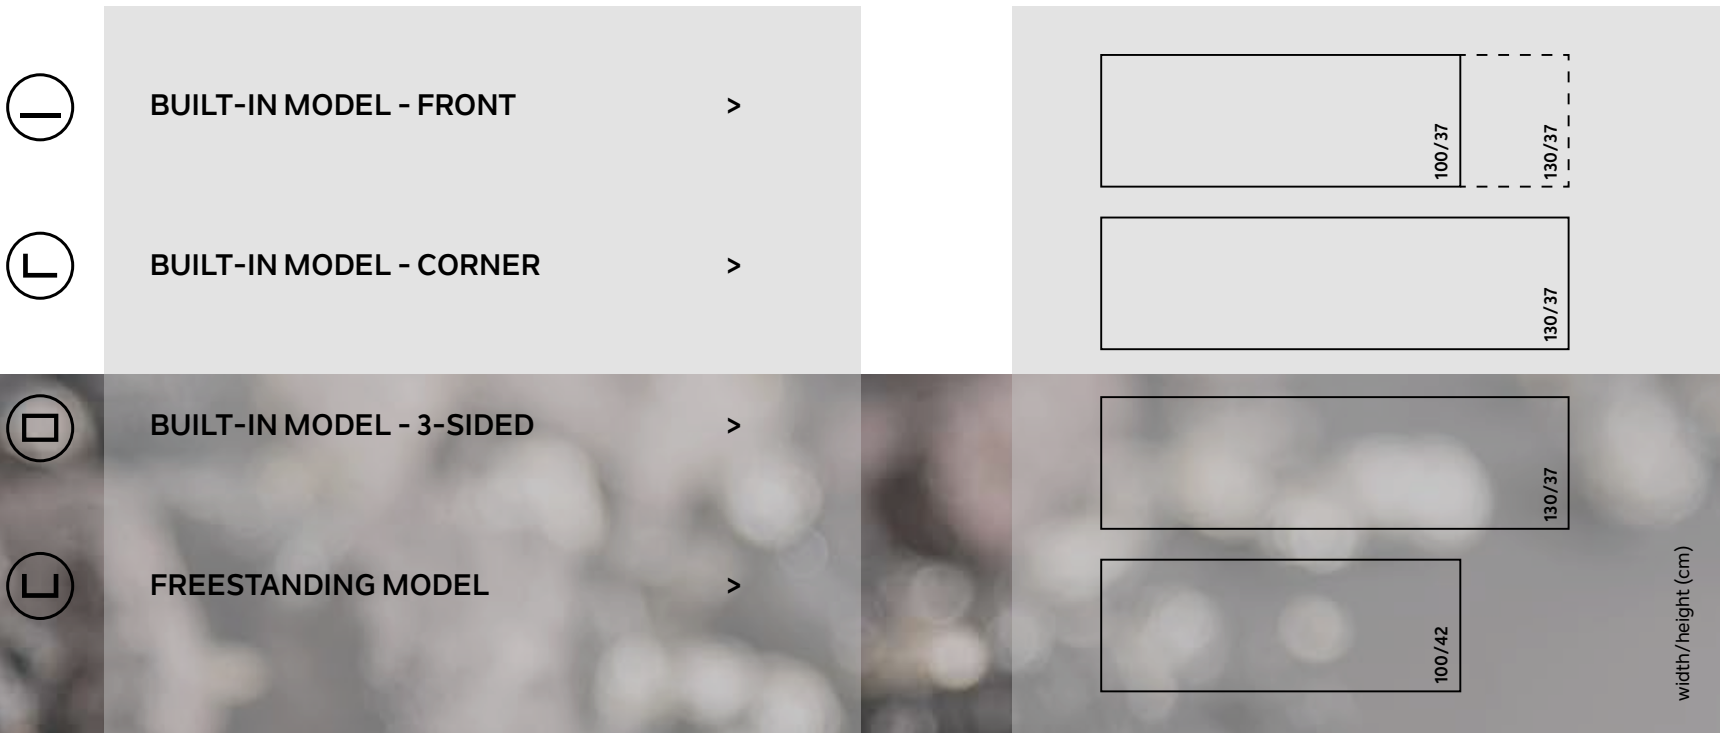 BUILT-IN MODEL - FRONT >
100/37
130/37
BUILT-IN MODEL - CORNER >
130/37
BUILT-IN MODEL - 3-SIDED >
130/37
FREESTANDING MODEL >
100/42
width/height (cm)